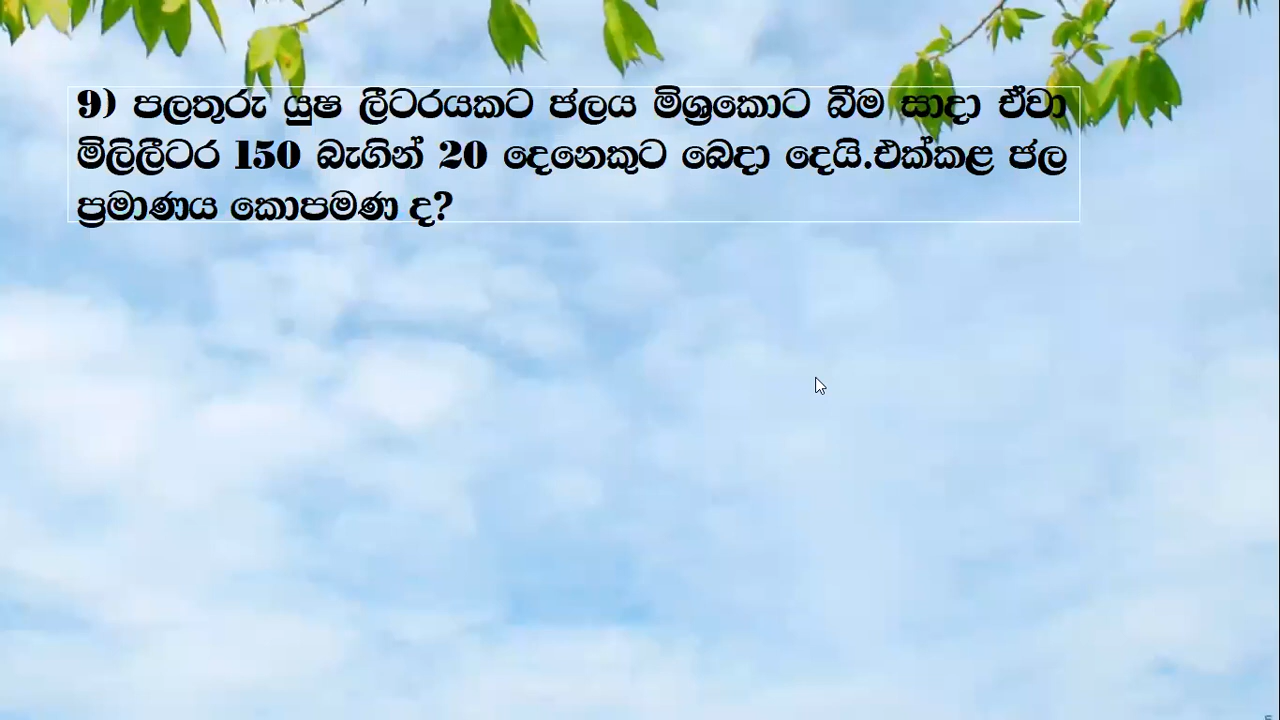 9) පලතුරු යුෂ ලීටරයකට ජලය මිශ්‍රකොට බීම සාදා ඒවා
මිලිලීටර 150 බැගින් 20 දෙනෙකුට බෙදා දෙයි.එක්කළ ජල
ප්‍රමාණය කොපමණ ද?